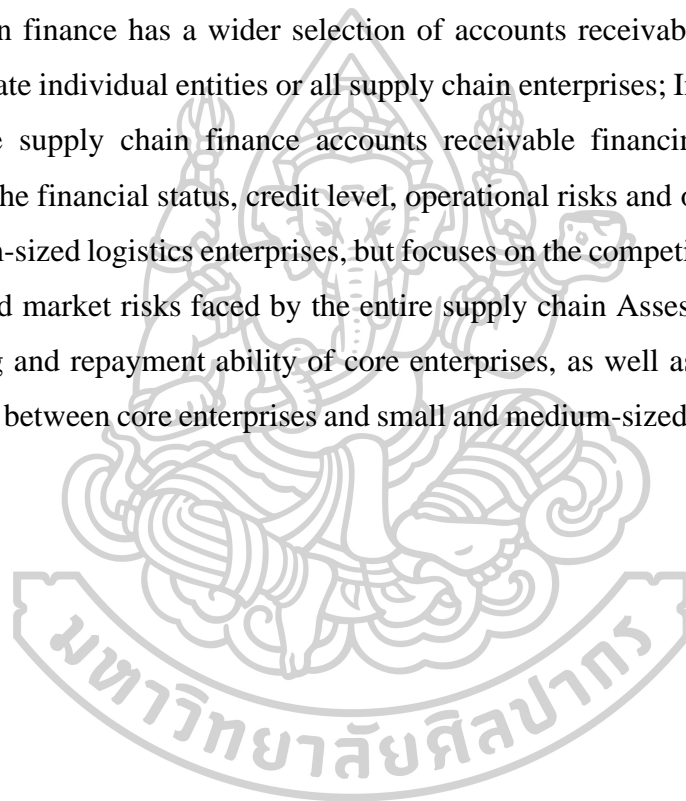 n finance has a wider selection of accounts receivab
ate individual entities or all supply chain enterprises; I
e supply chain finance accounts receivable financin
he financial status, credit level, operational risks and o
n-sized logistics enterprises, but focuses on the competi
d market risks faced by the entire supply chain Asses
g and repayment ability of core enterprises, as well as
between core enterprises and small and medium-sized
มหาวิทยาลัยศิลปากร